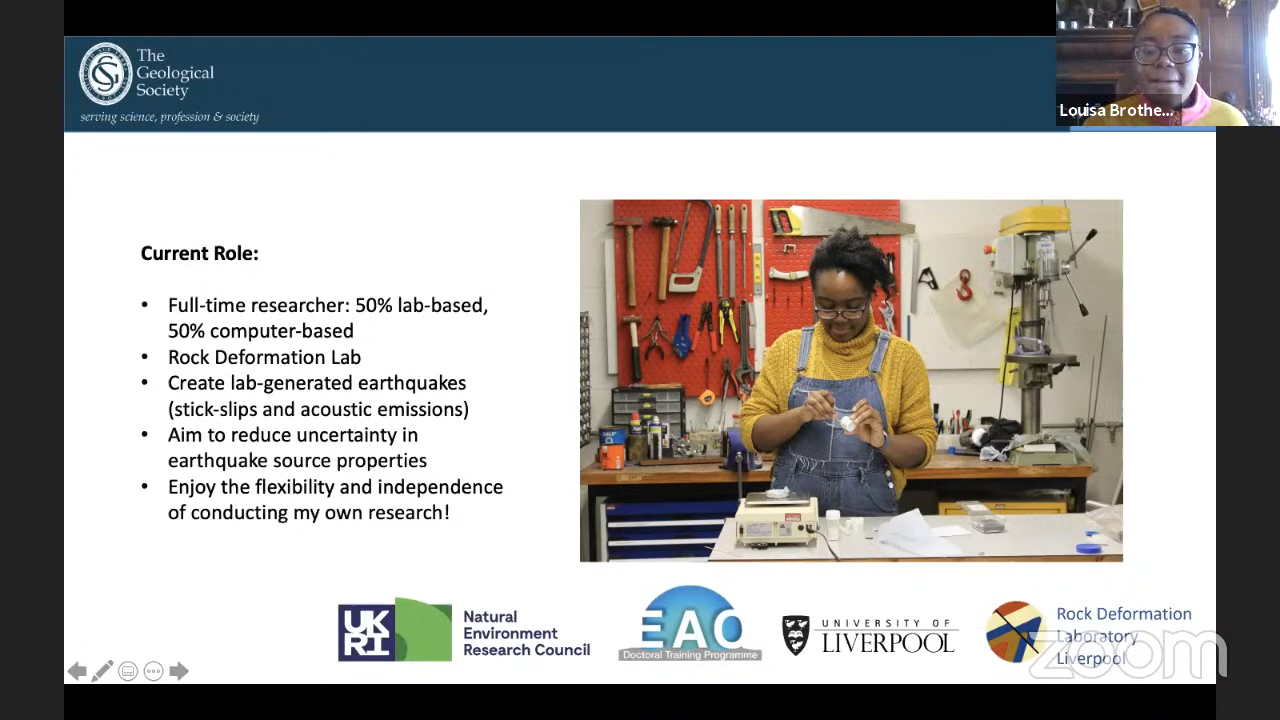 The
Geological
Society
serving science, profession & society
Louisa Brothe...
Current Role:
• Full-time researcher: 50% lab-based,
50% computer-based
• Rock Deformation Lab
• Create lab-generated earthquakes
(stick-slips and acoustic emissions)
• Aim to reduce uncertainty in
earthquake source properties
• Enjoy the flexibility and independence
of conducting my own research!
UK
RI
Natural
Environment
Research Council
EAO
Doctoral Training Programme
UNIVERSITY OF
LIVERPOOL
Rock Deformation
Laboratory
Liverpool
zoom